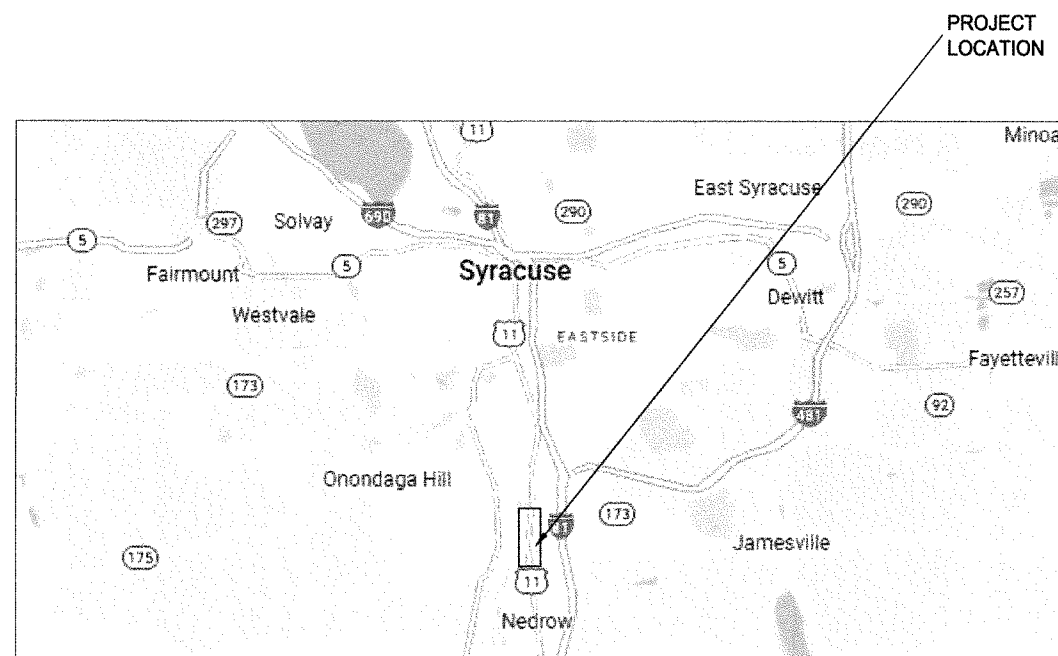 PROJECT
LOCATION
11
Minoa
East Syracuse
690
81
290
290
297
Solvay
5
5
Fairmount
Syracuse
5
Dewitt
257
Westvale
11
EASTSIDE
Fayettevill
173
92
481
Onondaga Hill
173
81
Jamesville
175
11
Nedrow